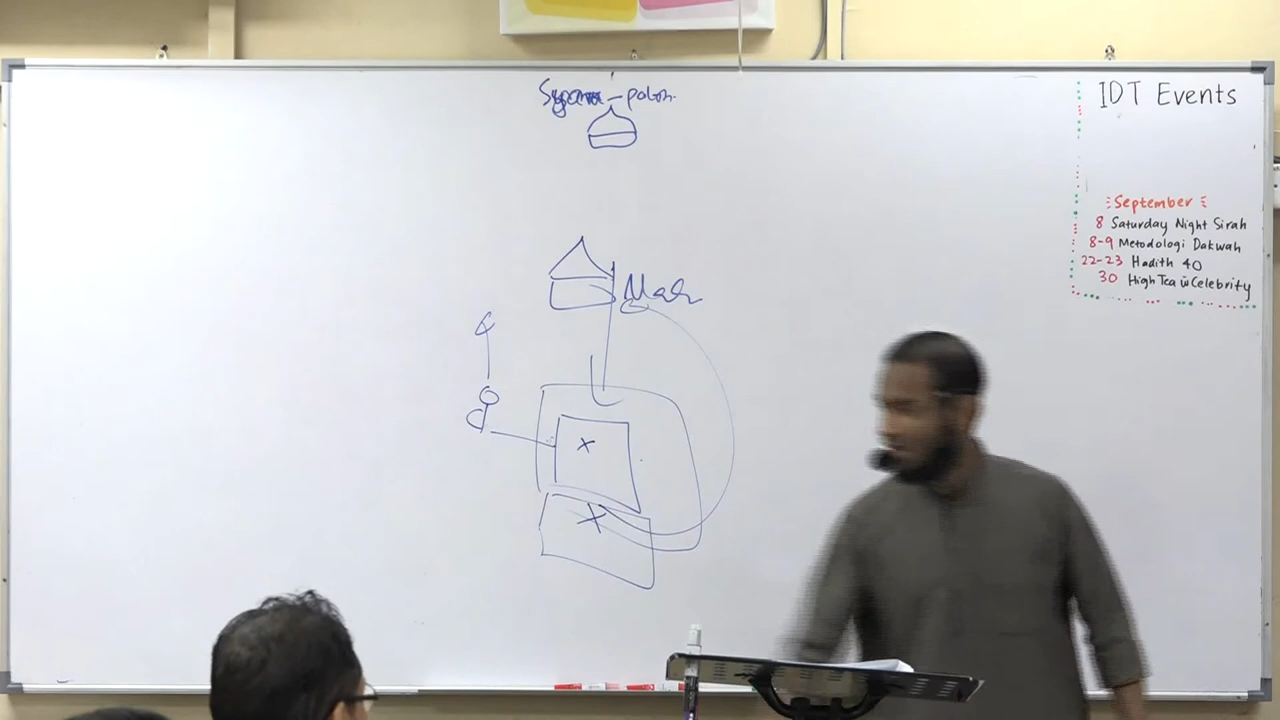 IDT Events
September
8 Saturday Night Sirah
8-9 Metodologi Dakwah
22-23 Hadith 40
30 High Tea w Celebrity